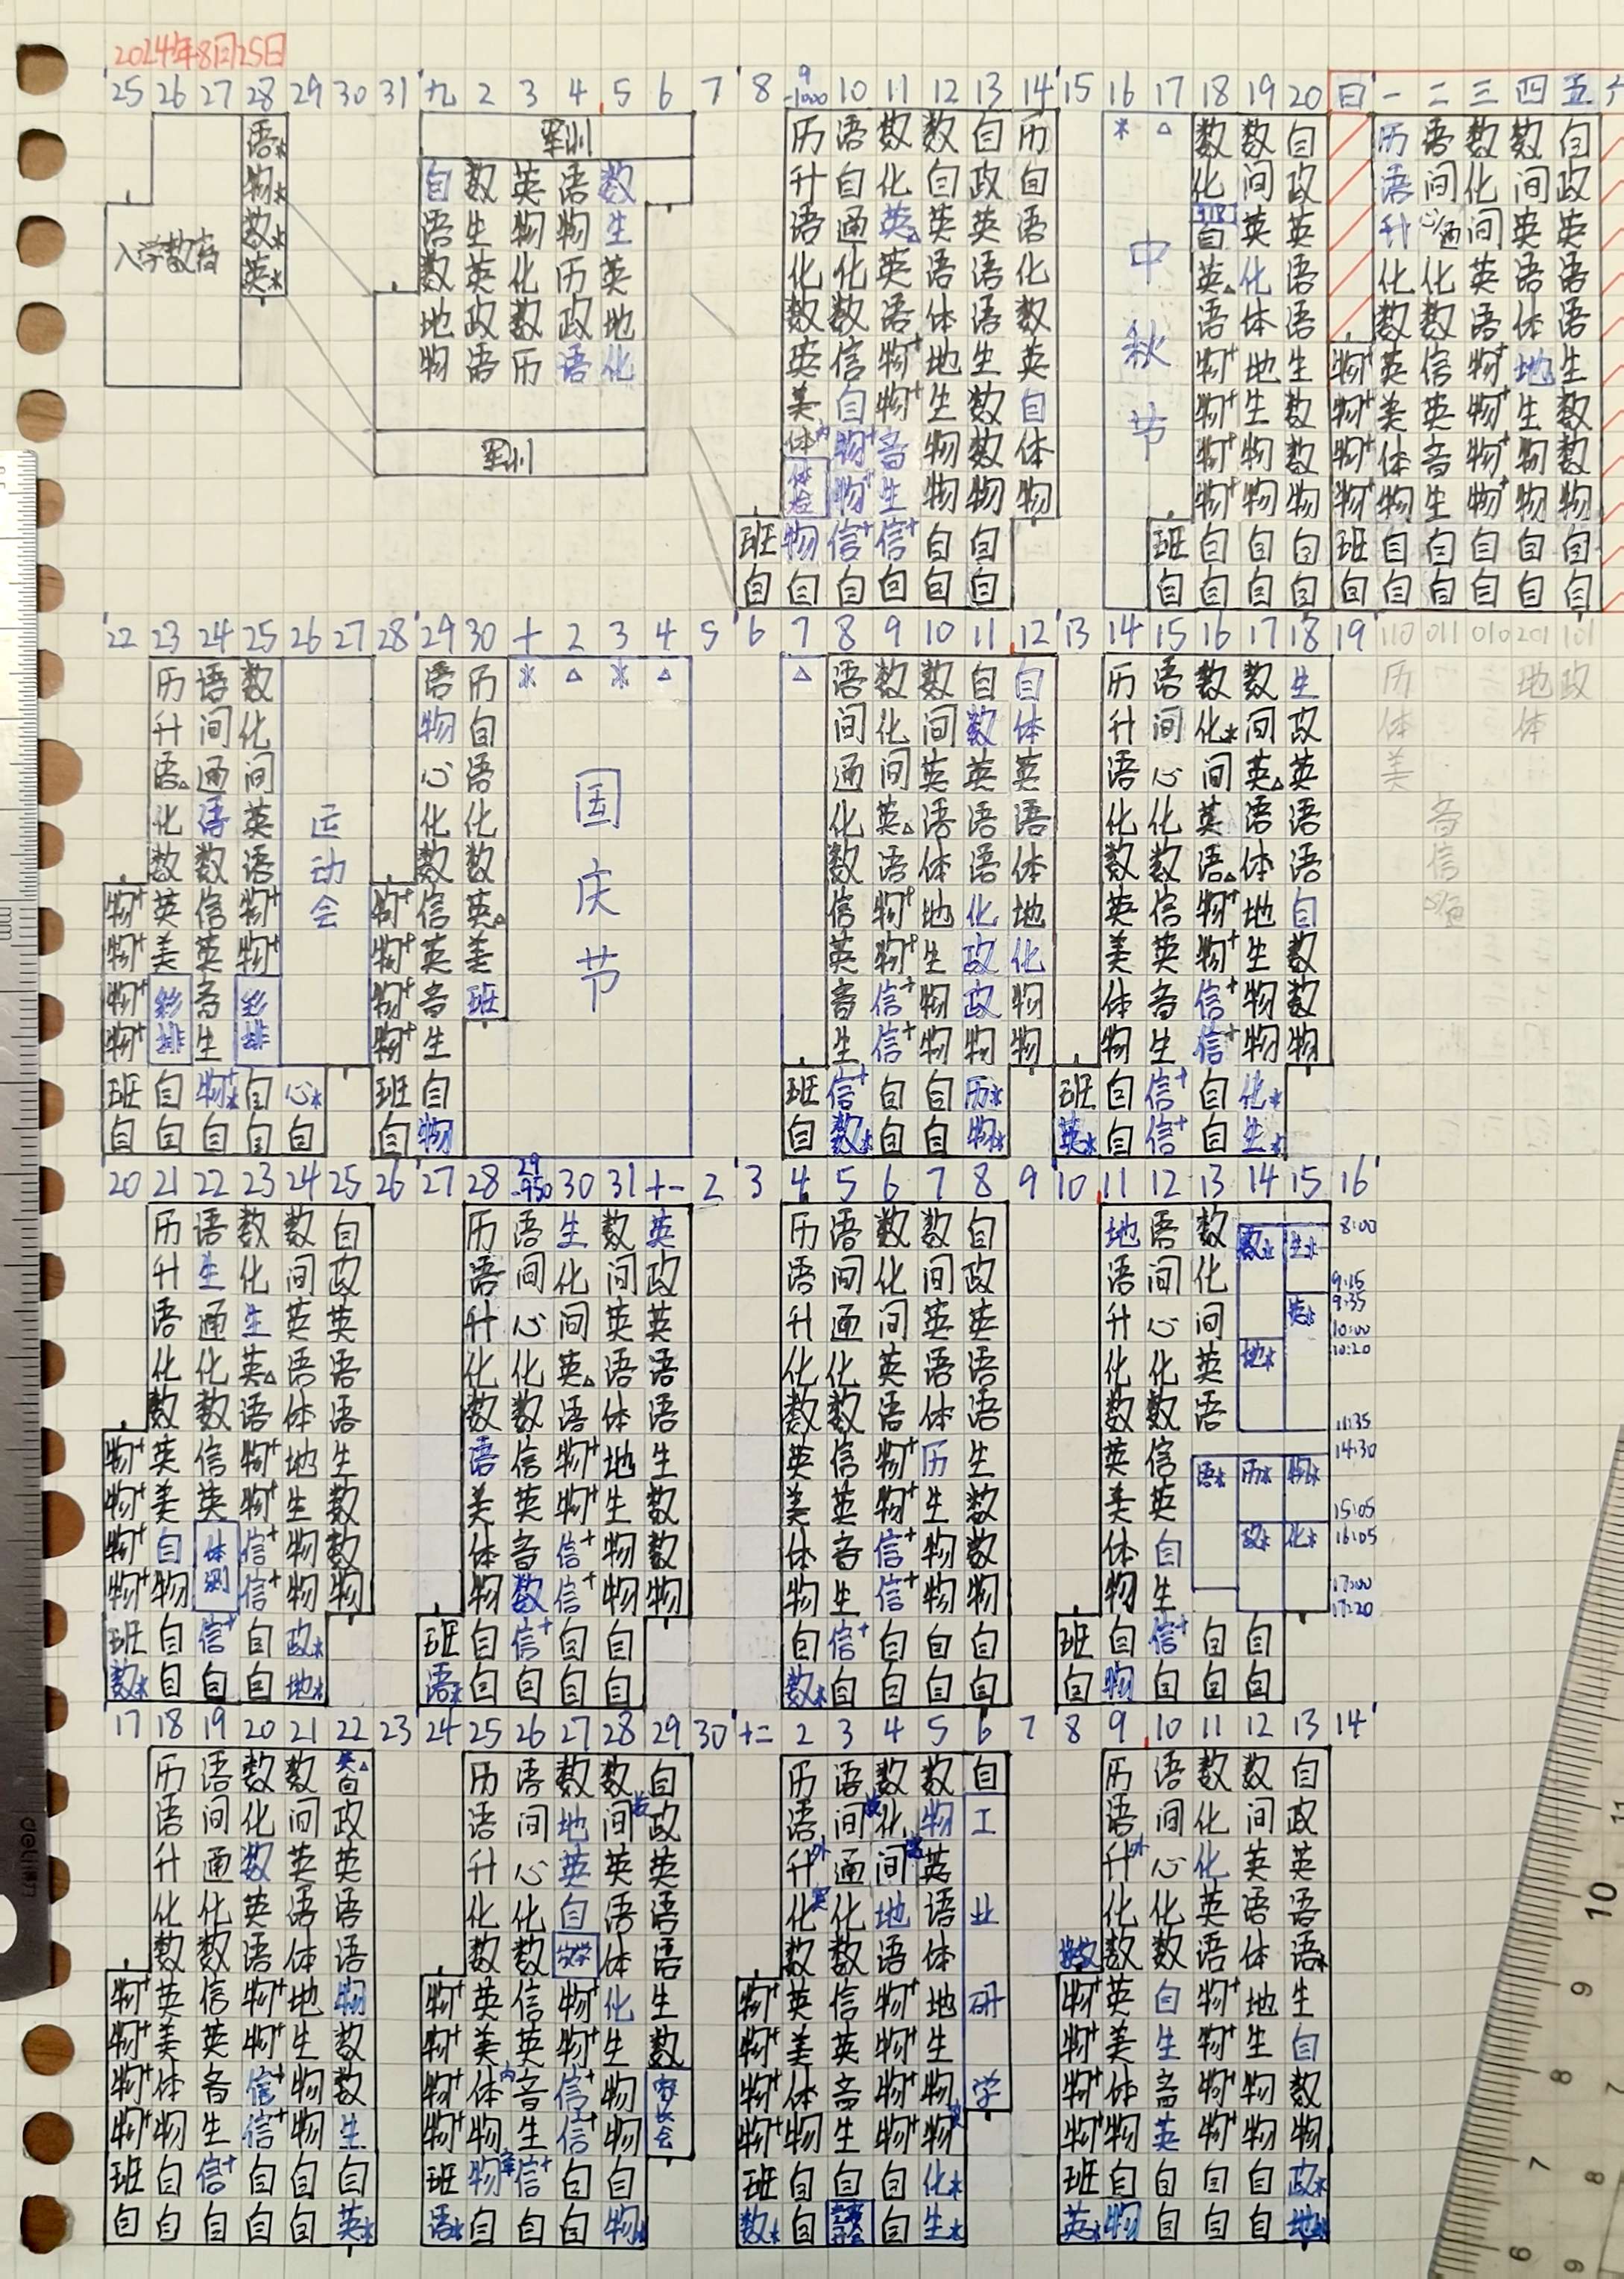 2024年8月25日
25 26 27 28 29 30 31 九 2 3 4 5 6 7 8 9 10 11 12 13 14 15 16 17 18 19 20 日 一 二 三 四 五
-1000
语* 军训 历 语 数 数 自 历 * △ 数 数 自 历 语 数 数 自
物* 自 数 英 语 数 升 自 化 自 政 自 化 间 政 语 间 化 间 政
数* 语 生 物 物 生 语 通 英△ 英 英 语 中 自 英 英 升 心/通 间 英 英
入学教育 英* 数 英 化 历 英 化 化 英 语 语 化 英△ 化 语 化 化 英 语 语
地 政 数 政 地 数 数 语 体 语 数 秋 语 体 语 数 数 语 体 语
物 语 历 语 化 英 信 物+ 地 生 英 物+ 地 生 物+ 英 信 物+ 地 生
美 自 物+ 生 数 自 节 物+ 生 数 物+ 美 英 物+ 生 数
军训 体内 物+ 音 物 数 体 物+ 物 数 物+ 体 音 物+ 物 数
体检 物+ 生 物 物 物 物+ 物 物 物+ 物 生 物+ 物 物
班 物 信+ 信+ 自 自 班 自 自 自 班 自 自 自 自 自
自 自 自 自 自 自 自 自 自 自 自 自 自 自 自 自
22 23 24 25 26 27 28 29 30 十 2 3 4 5 6 7 8 9 10 11 12 13 14 15 16 17 18 19 110 011 010 201 101
历 语 数 语 历 * △ * △ △ 语 数 数 自 自 历 语 数 数 生 历 地 政
升 间 化 物 自 间 化 间 数 体 升 间 化* 间 政 体 体
语△ 通 间 心 语 国 通 间 英 英 英 语 心 间 英△ 英 美
化 语 英 运 化 化 化 英△ 语 语 语 化 化 英 语 语 音
数 数 语 动 数 数 庆 数 语 体 语 体 数 数 语△ 体 语 信
物+ 英 信 物+ 会 物+ 信 英△ 信 物+ 地 化 地 英 信 物+ 地 自 心/通
物+ 美 英 物+ 物+ 英 美 节 英 物+ 生 政 化 美 英 物+ 生 数
物+ 彩排 音 彩排 物+ 音 班 音 信+ 物 政 物 体 音 信+ 物 数
物+ 生 物+ 生 生 信+ 物 物 物 物 生 信+ 物 物
班 自 物* 自 心* 班 自 班 信+ 自 自 历* 班 自 信+ 自 化*
自 自 自 自 自 自 物 自 数* 自 自 物* 英* 自 信+ 自 生*
20 21 22 23 24 25 26 27 28 29 30 31 十一 2 3 4 5 6 7 8 9 10 11 12 13 14 15 16
-950
历 语 数 数 自 历 语 生 数 英 历 语 数 数 自 地 语 数 数* 生* 8:00
升 生 化 间 政 语 间 化 间 政 语 间 化 间 政 语 间 化 9:15
语 通 生 英 英 升 心 间 英 英 升 通 间 英 英 升 心 间 英* 9:35 10:00
化 化 英△ 语 语 化 化 英△ 语 语 化 化 英 语 语 化 化 英 地* 10:20
数 数 语 体 语 数 数 语 体 语 数 数 语 体 语 数 数 语 11:35
物+ 英 信 物+ 地 生 语 信 物+ 地 生 英 信 物+ 历 生 英 信 语* 历* 物* 14:30
物+ 美 英 物+ 生 数 美 英 物+ 生 数 美 英 物+ 生 数 美 英 15:05
物+ 自 体测 信+ 物 数 体 音 信+ 物 数 体 音 信+ 物 数 体 自 政* 化* 16:05
物+ 物 信+ 物 物 物 数 信+ 物 物 物 生 信+ 物 物 物 生 17:00 17:20
班 自 信+ 自 政* 班 自 信+ 自 自 自 信+ 自 自 自 班 自 信+ 自 自
数* 自 自 自 地* 语* 自 自 自 自 数* 自 自 自 自 自 物 自 自 自
17 18 19 20 21 22 23 24 25 26 27 28 29 30 十二 2 3 4 5 6 7 8 9 10 11 12 13 14
历 语 数 数 英△自 历 语 数 数 自 历 语 数 数 自 历 语 数 数 自
语 间 化 间 政 语 间 地 间 政 语 间 化 物 工 语 间 化 间 政
升 通 数 英 英 升 心 英 英 英 升 通 间 英 升 心 化 英 英
化 化 英 语 语 化 化 自 语 语 化 化 地 语 业 化 化 英 语 语
数 数 语 体 语 数 数 体 语 数 数 语 体 数 数 数 语 体 语*
物+ 英 信 物+ 地 物 物+ 英 信 物+ 化 生 物+ 英 信 物+ 地 研 物+ 英 自 物+ 地 生
物+ 美 英 物+ 生 数 物+ 美 英 物+ 生 数 物+ 美 英 物+ 生 物+ 美 生 物+ 生 自
物+ 体 音 信+ 物 数 物+ 体内 音 信+ 物 家长会 物+ 体 音 物+ 物 学 物+ 体 音 物+ 物 数
物+ 物 生 信+ 物 生 物+ 物 生 信+ 物 物+ 物 生 物+ 物 物+ 物 英 物+ 物 物
班 自 信+ 自 自 自 班 物 信+ 自 自 班 自 自 自 化* 班 自 自 自 自 政*
自 自 自 自 自 英* 语* 自 自 自 物* 数* 自 自 生* 英* 物 自 自 自 地*
mm
deli
11
10
9
8
7
6
7
8
9